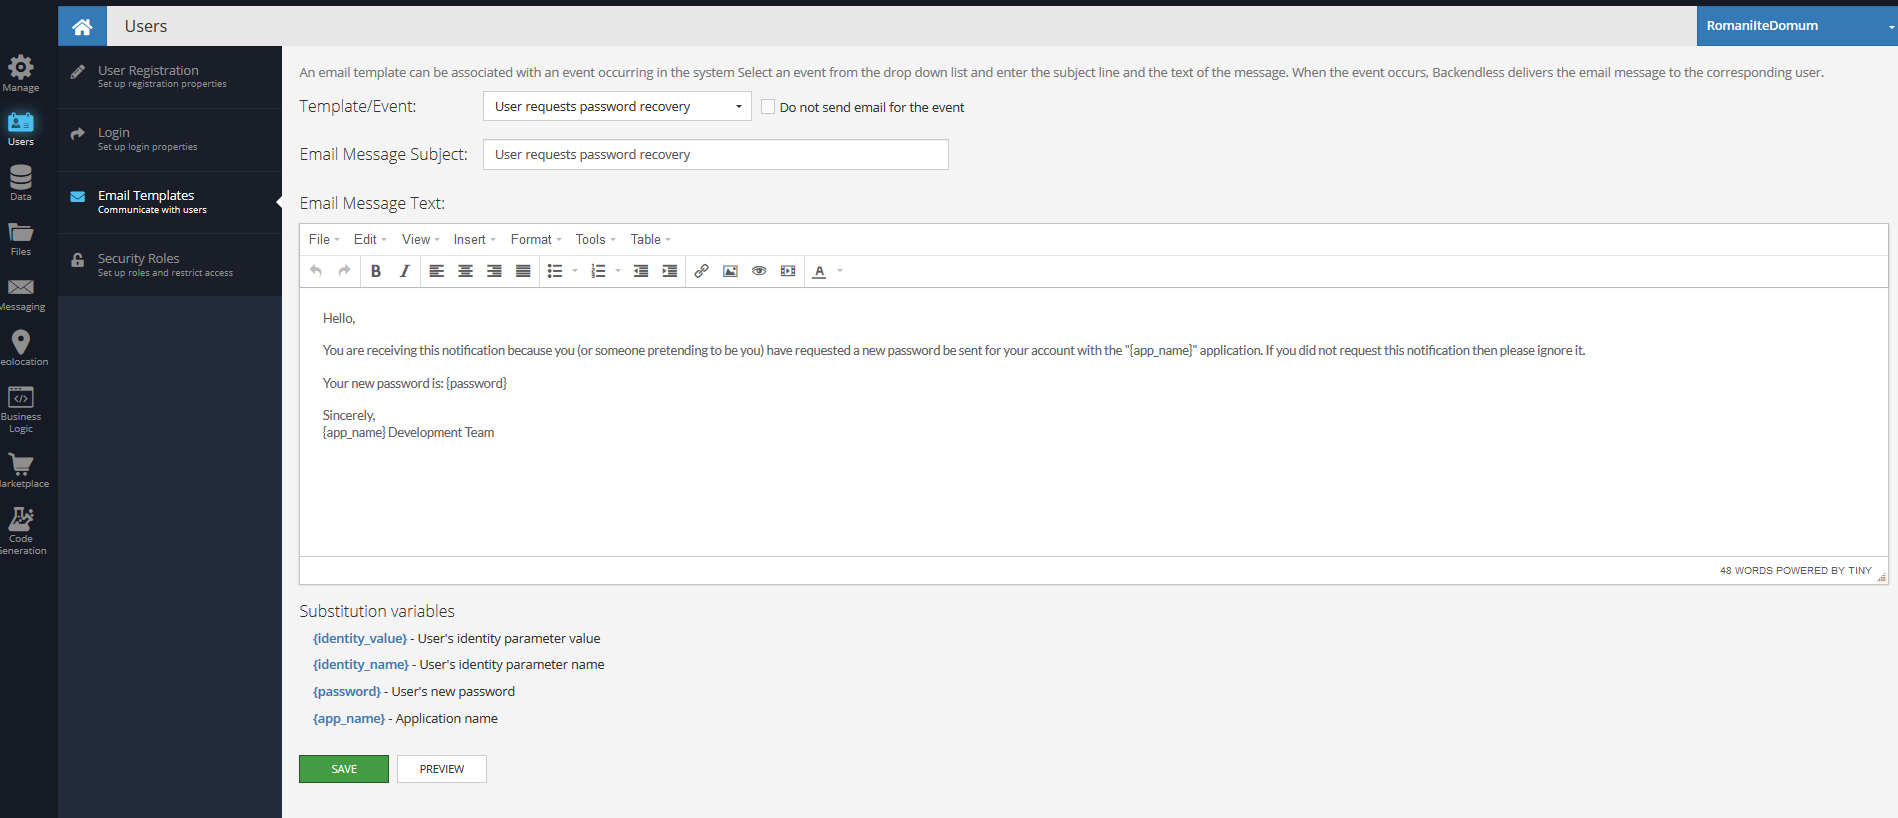 Users
RomaniIteDomum
Manage
Users
Data
Files
Messaging
eolocation
Business
Logic
arketplace
Code
Generation
User Registration
Set up registration properties
Login
Set up login properties
Email Templates
Communicate with users
Security Roles
Set up roles and restrict access
An email template can be associated with an event occurring in the system Select an event from the drop down list and enter the subject line and the text of the message. When the event occurs, Backendless delivers the email message to the corresponding user.
Template/Event: User requests password recovery Do not send email for the event
Email Message Subject: User requests password recovery
Email Message Text:
File Edit View Insert Format Tools Table
B I A
Hello,
You are receiving this notification because you (or someone pretending to be you) have requested a new password be sent for your account with the "{app_name}" application. If you did not request this notification then please ignore it.
Your new password is: {password}
Sincerely,
{app_name} Development Team
48 WORDS POWERED BY TINY
Substitution variables
{identity_value} - User's identity parameter value
{identity_name} - User's identity parameter name
{password} - User's new password
{app_name} - Application name
SAVE PREVIEW